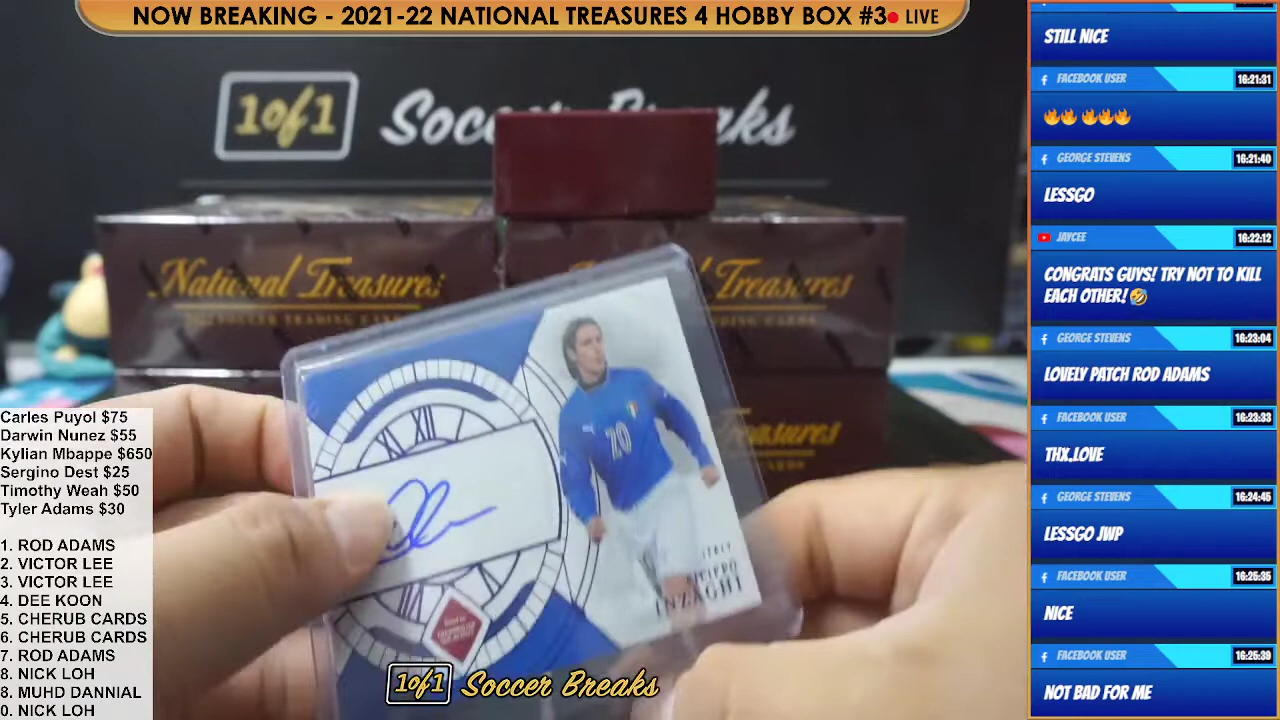 NOW BREAKING - 2021-22 NATIONAL TREASURES 4 HOBBY BOX #3 LIVE
1of1
Soccer Breaks
National Treasures
Treasures
Treasures
XII
20
ITALY
FILIPPO
INZAGHI
Carles Puyol $75
Darwin Nunez $55
Kylian Mbappe $650
Sergino Dest $25
Timothy Weah $50
Tyler Adams $30
1. ROD ADAMS
2. VICTOR LEE
3. VICTOR LEE
4. DEE KOON
5. CHERUB CARDS
6. CHERUB CARDS
7. ROD ADAMS
8. NICK LOH
8. MUHD DANNIAL
0. NICK LOH
1of1 Soccer Breaks
STILL NICE
FACEBOOK USER 16:21:31
🔥🔥 🔥🔥🔥
GEORGE STEVENS 16:21:40
LESSGO
JAYCEE 16:22:12
CONGRATS GUYS! TRY NOT TO KILL
EACH OTHER!🤣
GEORGE STEVENS 16:23:04
LOVELY PATCH ROD ADAMS
FACEBOOK USER 16:23:33
THX.LOVE
GEORGE STEVENS 16:24:45
LESSGO JWP
FACEBOOK USER 16:25:35
NICE
FACEBOOK USER 16:25:39
NOT BAD FOR ME